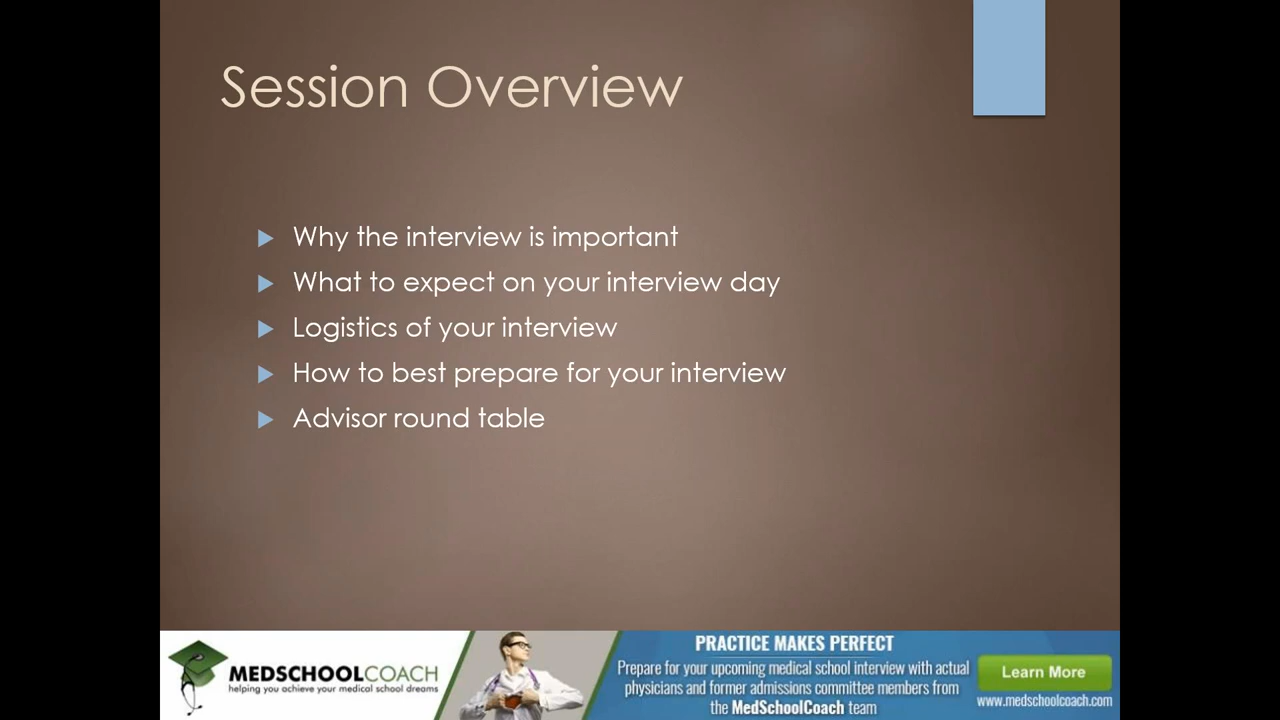 Session Overview
Why the interview is important
What to expect on your interview day
Logistics of your interview
How to best prepare for your interview
Advisor round table
MEDSCHOOLCOACH
helping you achieve your medical school dreams
PRACTICE MAKES PERFECT
Prepare for your upcoming medical school interview with actual
physicians and former admissions committee members from
the MedSchoolCoach team
Learn More
www.medschoolcoach.com